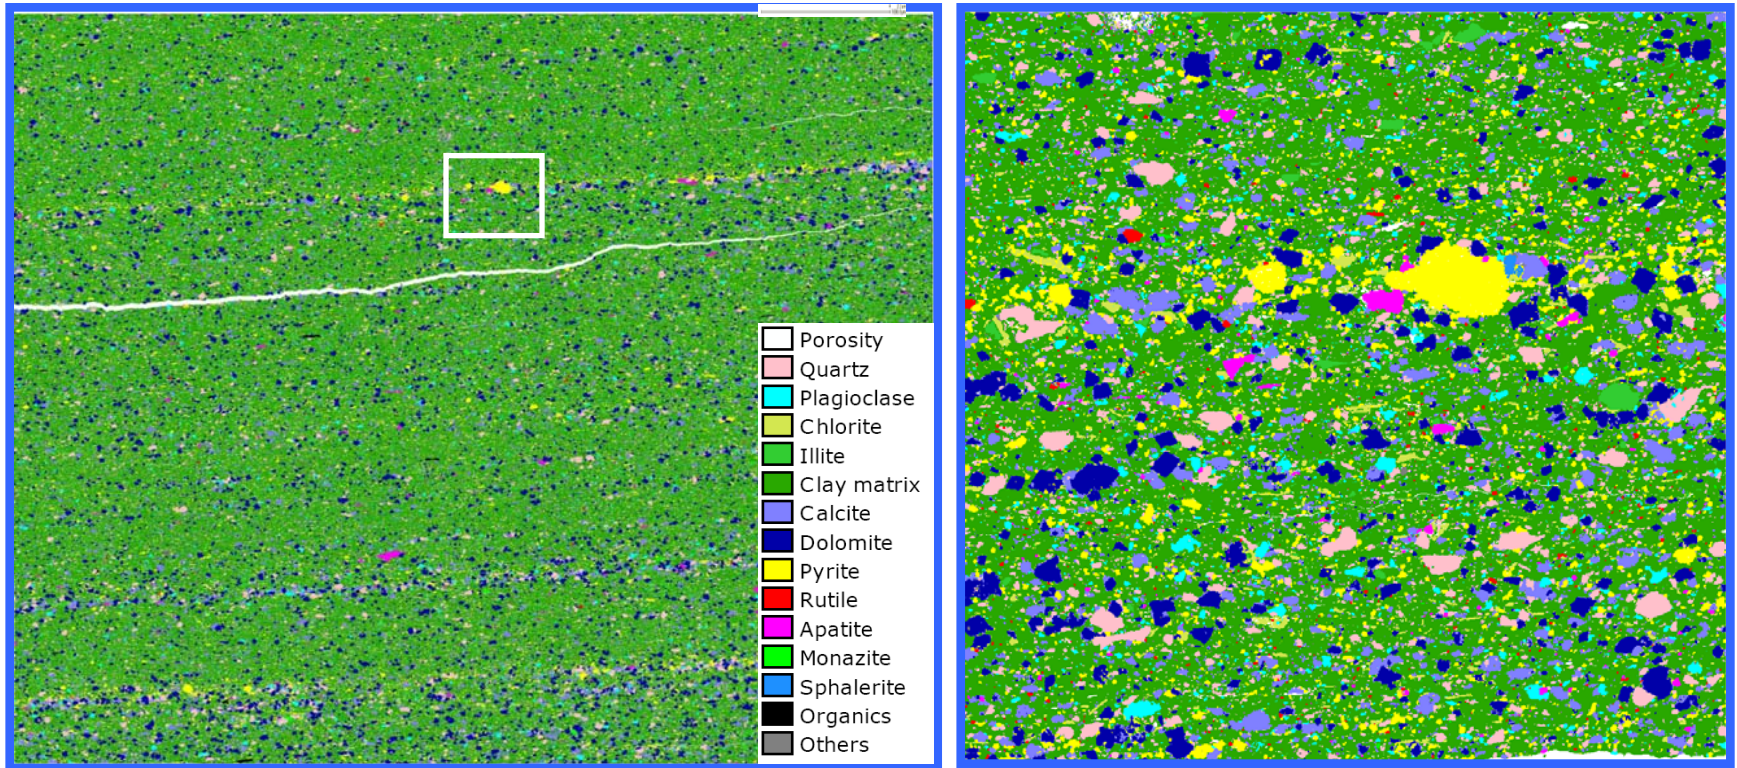 Porosity
Quartz
Plagioclase
Chlorite
Illite
Clay matrix
Calcite
Dolomite
Pyrite
Rutile
Apatite
Monazite
Sphalerite
Organics
Others